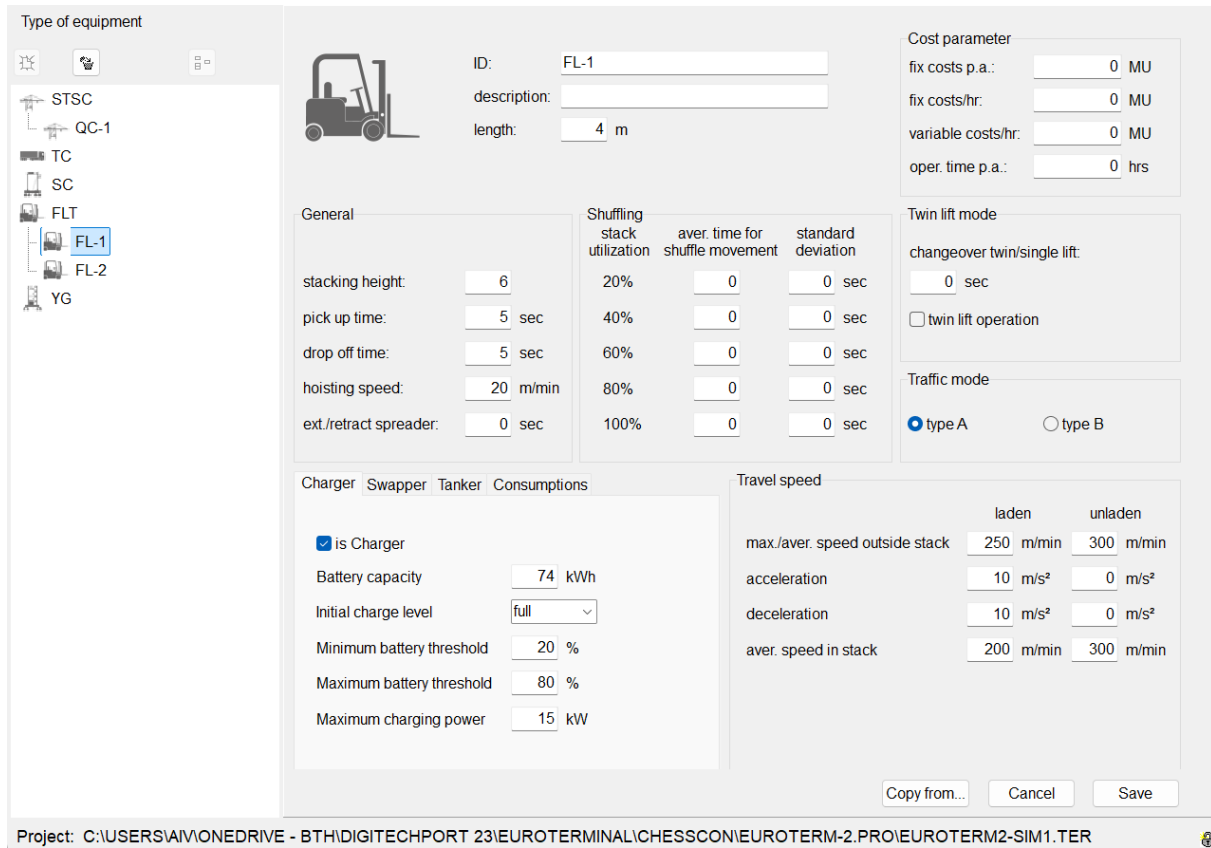 Type of equipment
STSC
QC-1
TC
SC
FLT
FL-1
FL-2
YG
ID: FL-1
description:
length: 4 m
Cost parameter
fix costs p.a.: 0 MU
fix costs/hr: 0 MU
variable costs/hr: 0 MU
oper. time p.a.: 0 hrs
General
stacking height: 6
pick up time: 5 sec
drop off time: 5 sec
hoisting speed: 20 m/min
ext./retract spreader: 0 sec
Shuffling
stack aver. time for standard
utilization shuffle movement deviation
20% 0 0 sec
40% 0 0 sec
60% 0 0 sec
80% 0 0 sec
100% 0 0 sec
Twin lift mode
changeover twin/single lift:
0 sec
twin lift operation
Traffic mode
type A type B
Charger Swapper Tanker Consumptions
is Charger
Battery capacity 74 kWh
Initial charge level full
Minimum battery threshold 20 %
Maximum battery threshold 80 %
Maximum charging power 15 kW
Travel speed
laden unladen
max./aver. speed outside stack 250 m/min 300 m/min
acceleration 10 m/s² 0 m/s²
deceleration 10 m/s² 0 m/s²
aver. speed in stack 200 m/min 300 m/min
Copy from... Cancel Save
Project: C:\USERS\AIV\ONEDRIVE - BTH\DIGITECHPORT 23\EUROTERMINAL\CHESSCON\EUROTERM-2.PRO\EUROTERM2-SIM1.TER